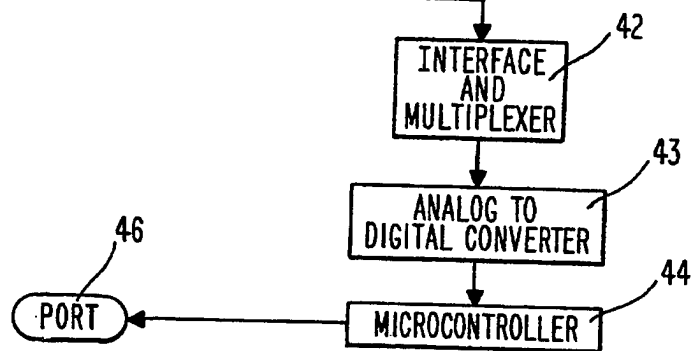 42
INTERFACE
AND
MULTIPLEXER
43
ANALOG TO
DIGITAL CONVERTER
46
44
PORT
MICROCONTROLLER